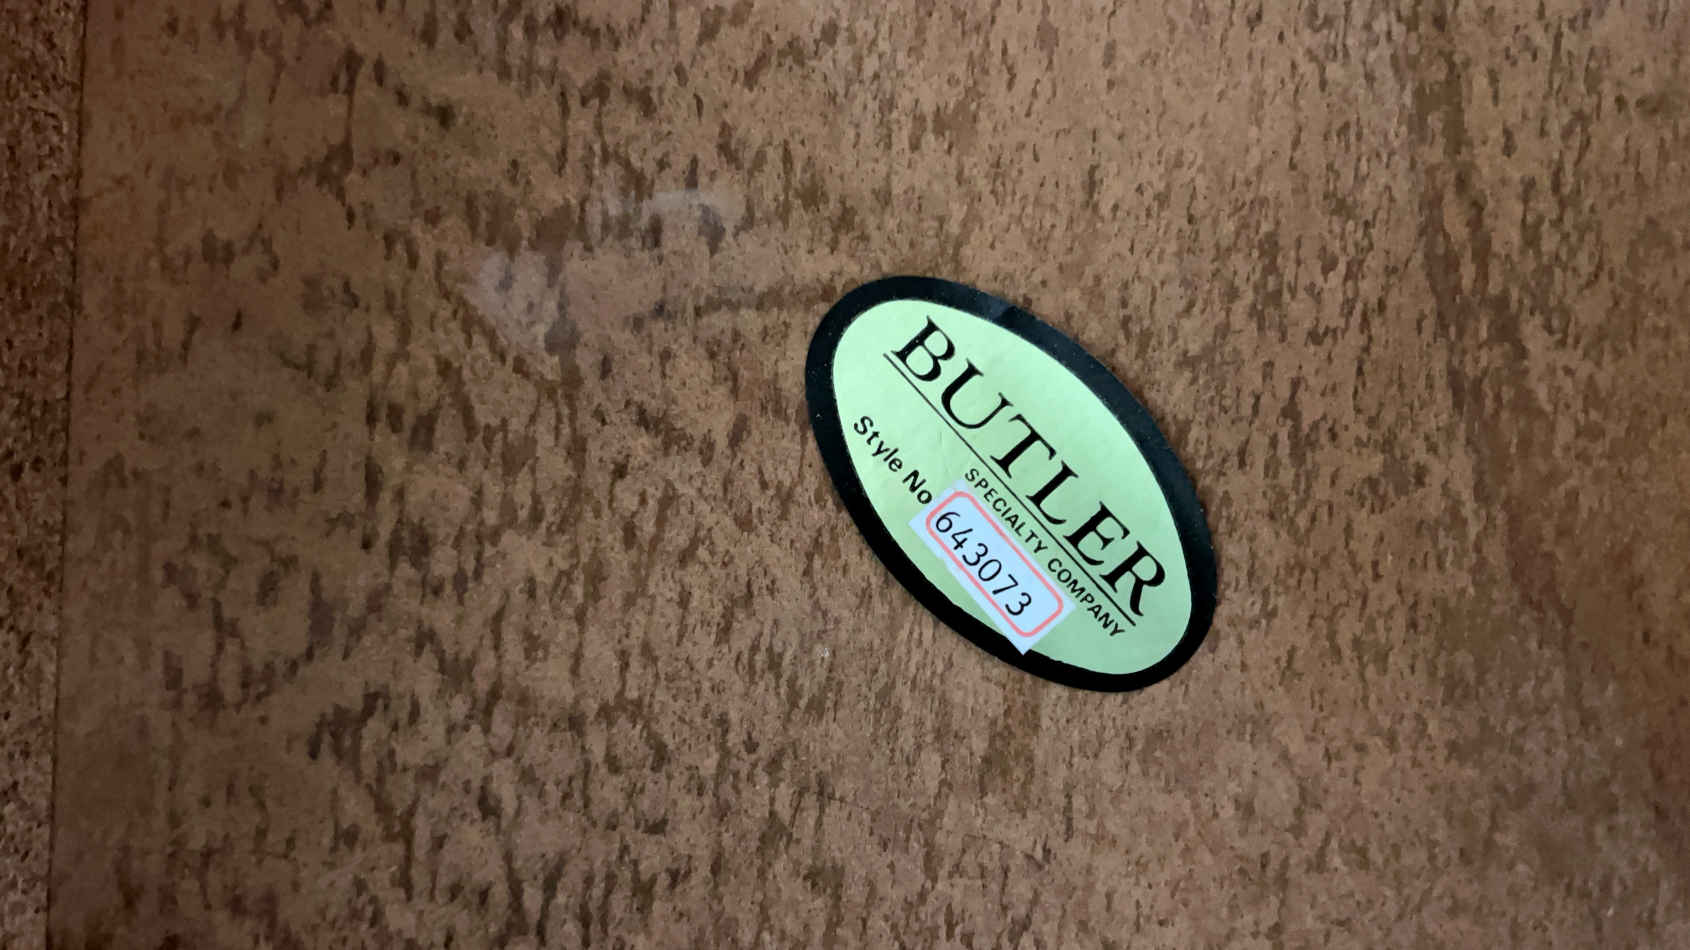 BUTLER
SPECIALTY COMPANY
Style No 643073